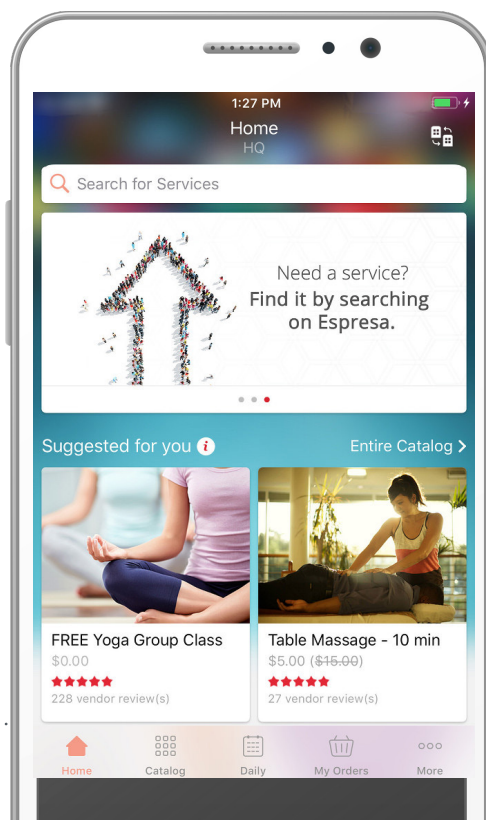 1:27 PM
Home
HQ
Search for Services
Need a service?
Find it by searching
on Espresa.
Suggested for you i
Entire Catalog
FREE Yoga Group Class
$0.00
228 vendor review(s)
Table Massage - 10 min
$5.00 ($15.00)
27 vendor review(s)
Home
Catalog
Daily
My Orders
More